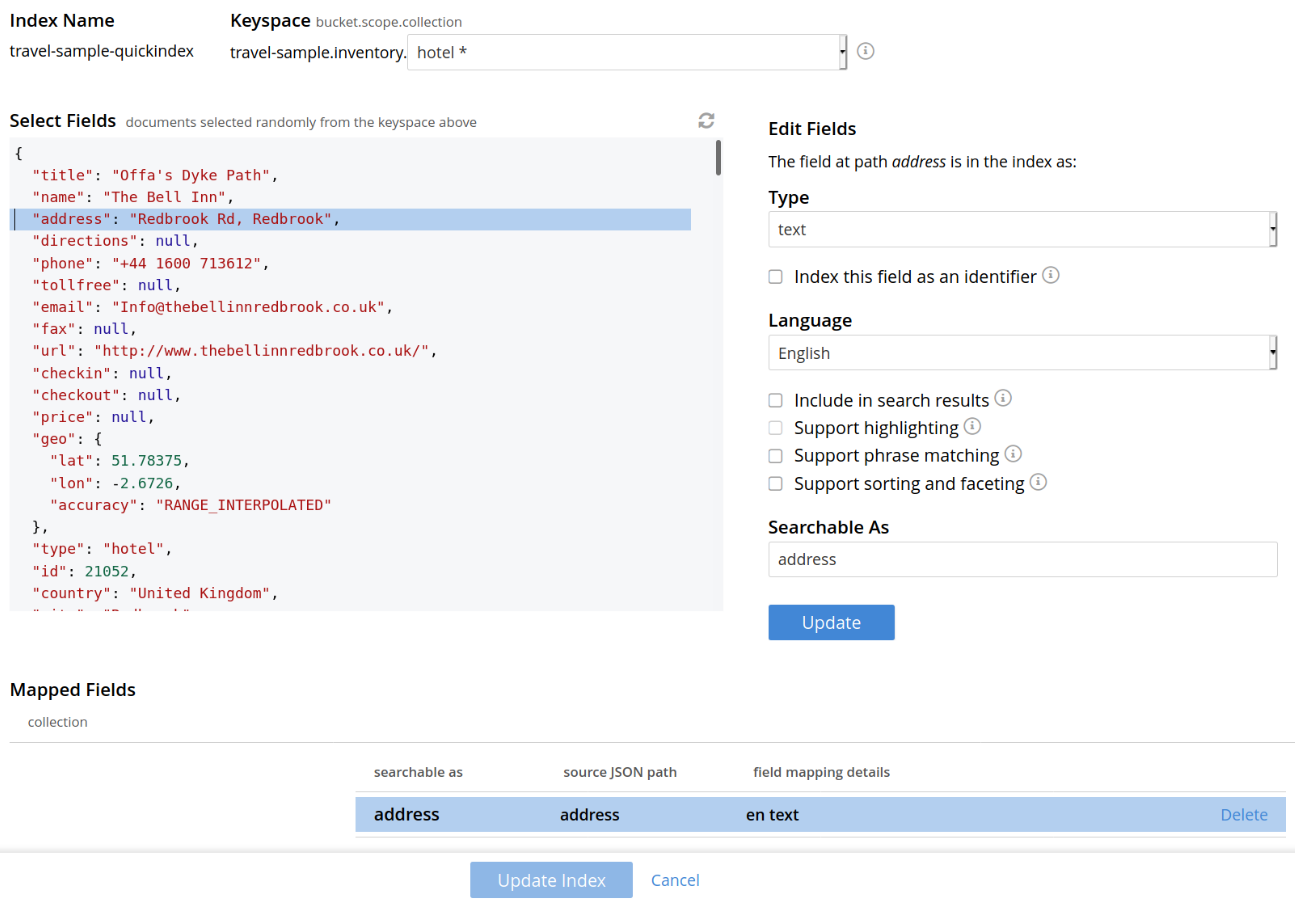 Index Name
travel-sample-quickindex
Keyspace bucket.scope.collection
travel-sample.inventory. hotel *
Select Fields documents selected randomly from the keyspace above
{
"title": "Offa's Dyke Path",
"name": "The Bell Inn",
"address": "Redbrook Rd, Redbrook",
"directions": null,
"phone": "+44 1600 713612",
"tollfree": null,
"email": "Info@thebellinnredbrook.co.uk",
"fax": null,
"url": "http://www.thebellinnredbrook.co.uk/",
"checkin": null,
"checkout": null,
"price": null,
"geo": {
"lat": 51.78375,
"lon": -2.6726,
"accuracy": "RANGE_INTERPOLATED"
},
"type": "hotel",
"id": 21052,
"country": "United Kingdom",
Edit Fields
The field at path address is in the index as:
Type
text
Index this field as an identifier
Language
English
Include in search results
Support highlighting
Support phrase matching
Support sorting and faceting
Searchable As
address
Update
Mapped Fields
collection
searchable as source JSON path field mapping details
address address en text Delete
Update Index Cancel